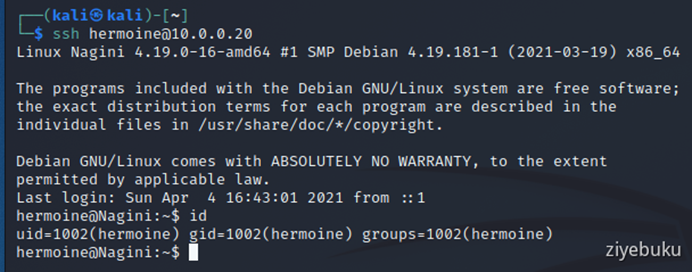 ┌──(kali㉿kali)-[~]
└─$ ssh hermoine@10.0.0.20
Linux Nagini 4.19.0-16-amd64 #1 SMP Debian 4.19.181-1 (2021-03-19) x86_64
The programs included with the Debian GNU/Linux system are free software;
the exact distribution terms for each program are described in the
individual files in /usr/share/doc/*/copyright.
Debian GNU/Linux comes with ABSOLUTELY NO WARRANTY, to the extent
permitted by applicable law.
Last login: Sun Apr  4 16:43:01 2021 from ::1
hermoine@Nagini:~$ id
uid=1002(hermoine) gid=1002(hermoine) groups=1002(hermoine)
hermoine@Nagini:~$
ziyebuku